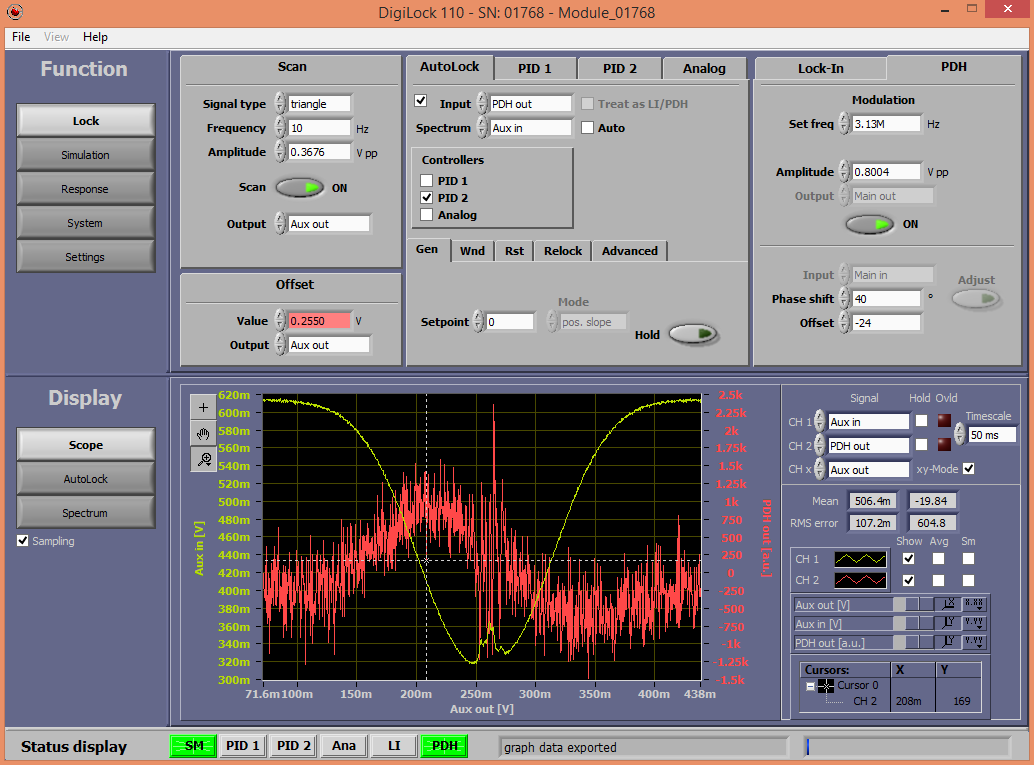 DigiLock 110 - SN: 01768 - Module_01768
File View Help
Function
Lock
Simulation
Response
System
Settings
Scan
Signal type triangle
Frequency 10 Hz
Amplitude 0.3676 V pp
Scan ON
Output Aux out
Offset
Value 0.2550 V
Output Aux out
AutoLock PID 1 PID 2 Analog
Input PDH out Treat as LI/PDH
Spectrum Aux in Auto
Controllers
PID 1
PID 2
Analog
Gen Wnd Rst Relock Advanced
Mode
Setpoint 0 pos. slope
Hold
Lock-In PDH
Modulation
Set freq 3.13M Hz
Amplitude 0.8004 V pp
Output Main out
ON
Input Main in
Adjust
Phase shift 40 °
Offset -24
Display
Scope
AutoLock
Spectrum
Sampling
Aux in [V]
620m
600m
580m
560m
540m
520m
500m
480m
460m
440m
420m
400m
380m
360m
340m
320m
300m
2.5k
2.25k
2k
1.75k
1.5k
1.25k
1k
750
500
250
0
-250
-500
-750
-1k
-1.25k
-1.5k
PDH out [a.u.]
71.6m 100m 150m 200m 250m 300m 350m 400m 438m
Aux out [V]
Signal Hold Ovld
Timescale
CH 1 Aux in
50 ms
CH 2 PDH out
CH x Aux out xy-Mode
Mean 506.4m -19.84
RMS error 107.2m 604.8
Show Avg Sm
CH 1
CH 2
Aux out [V] X.XX
Aux in [V] Y.YY
PDH out [a.u.] Y.YY
Cursors: X Y
Cursor 0
CH 2 208m 169
Status display SM PID 1 PID 2 Ana LI PDH graph data exported